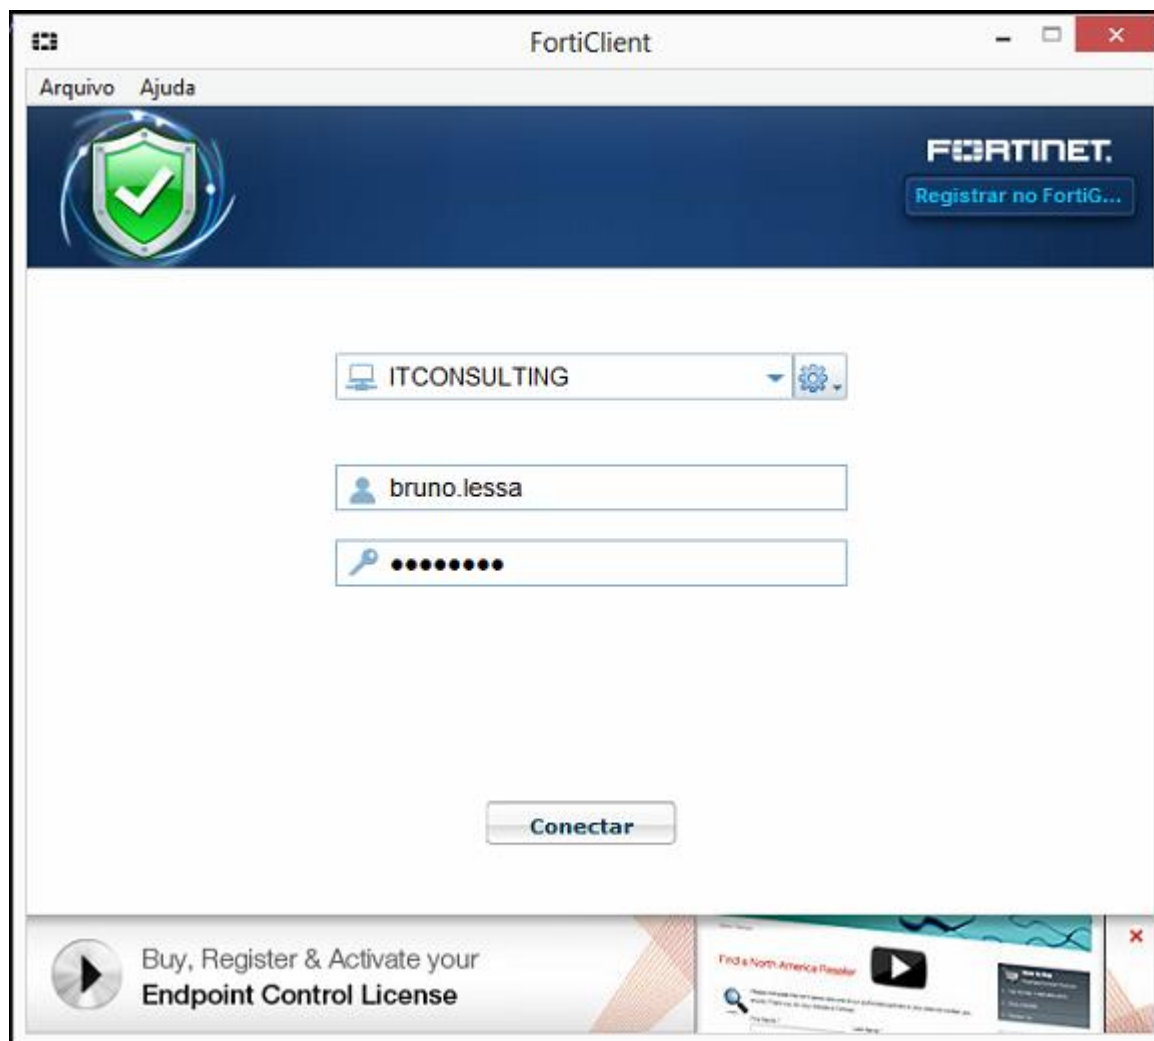 FortiClient
Arquivo Ajuda
FORTINET.
Registrar no FortiG...
ITCONSULTING
bruno.lessa
••••••••
Conectar
Buy, Register & Activate your
Endpoint Control License
Find a North America Reseller